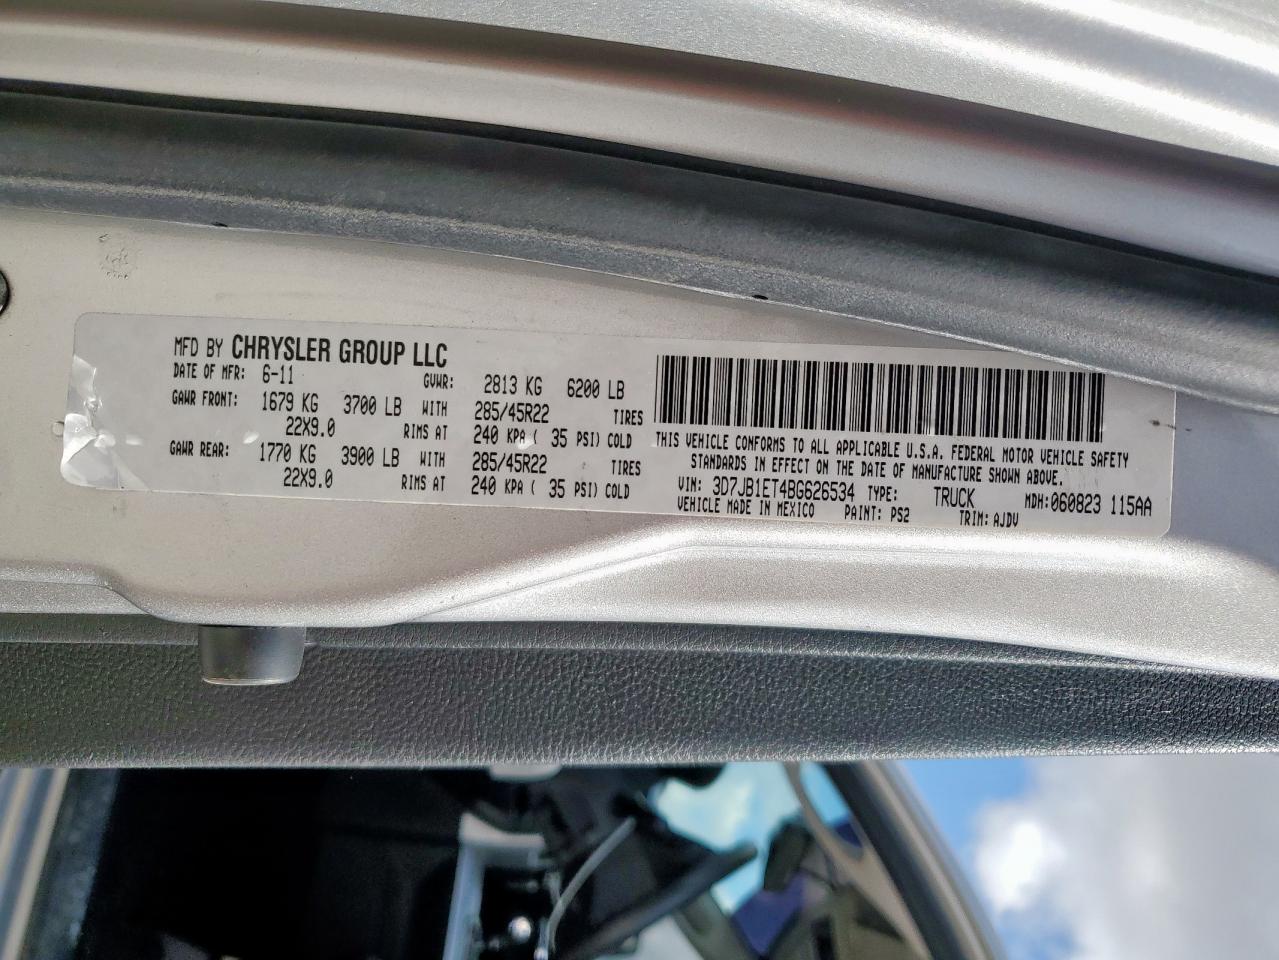 MFD BY CHRYSLER GROUP LLC
DATE OF MFR: 6-11 GVWR: 2813 KG 6200 LB
GAWR FRONT: 1679 KG 3700 LB WITH 285/45R22 TIRES
22X9.0 RIMS AT 240 KPA ( 35 PSI) COLD
GAWR REAR: 1770 KG 3900 LB WITH 285/45R22 TIRES
22X9.0 RIMS AT 240 KPA ( 35 PSI) COLD
THIS VEHICLE CONFORMS TO ALL APPLICABLE U.S.A. FEDERAL MOTOR VEHICLE SAFETY
STANDARDS IN EFFECT ON THE DATE OF MANUFACTURE SHOWN ABOVE.
VIN: 3D7JB1ET4BG626534 TYPE: TRUCK MDH:060823 115AA
VEHICLE MADE IN MEXICO PAINT: PS2 TRIM: AJDV